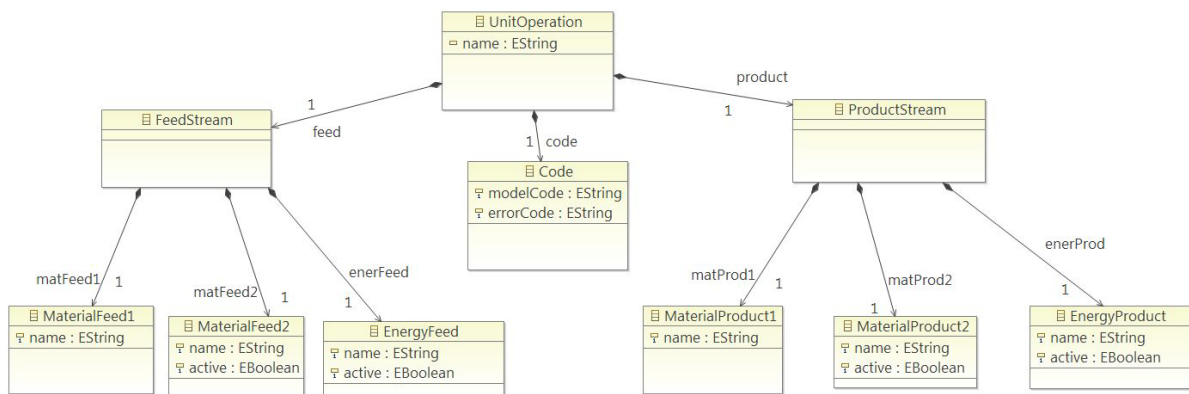 UnitOperation
name : EString
product
1
1
feed
1 code
FeedStream
ProductStream
Code
modelCode : EString
errorCode : EString
matFeed1
1
matFeed2
1
enerFeed
1
matProd1
1
matProd2
1
enerProd
1
MaterialFeed1
name : EString
MaterialFeed2
name : EString
active : EBoolean
EnergyFeed
name : EString
active : EBoolean
MaterialProduct1
name : EString
MaterialProduct2
name : EString
active : EBoolean
EnergyProduct
name : EString
active : EBoolean